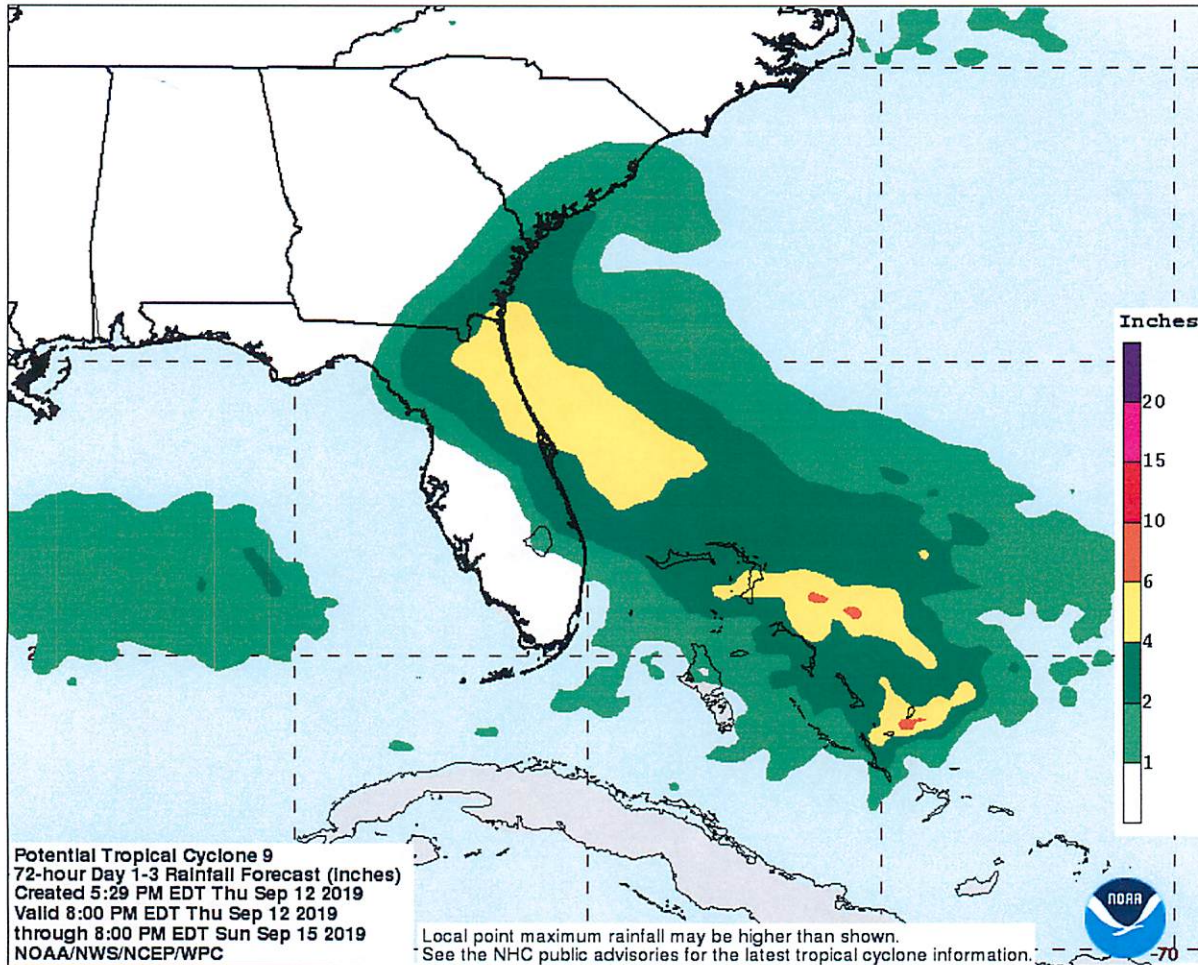 Inches
20
15
10
6
4
2
1
2
Potential Tropical Cyclone 9
72-hour Day 1-3 Rainfall Forecast (Inches)
Created 5:29 PM EDT Thu Sep 12 2019
Valid 8:00 PM EDT Thu Sep 12 2019
through 8:00 PM EDT Sun Sep 15 2019
NOAA/NWS/NCEP/WPC
Local point maximum rainfall may be higher than shown.
See the NHC public advisories for the latest tropical cyclone information.
NOAA
-70